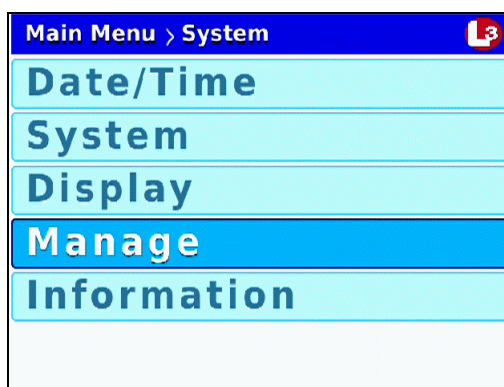 Main Menu > System L3
Date/Time
System
Display
Manage
Information